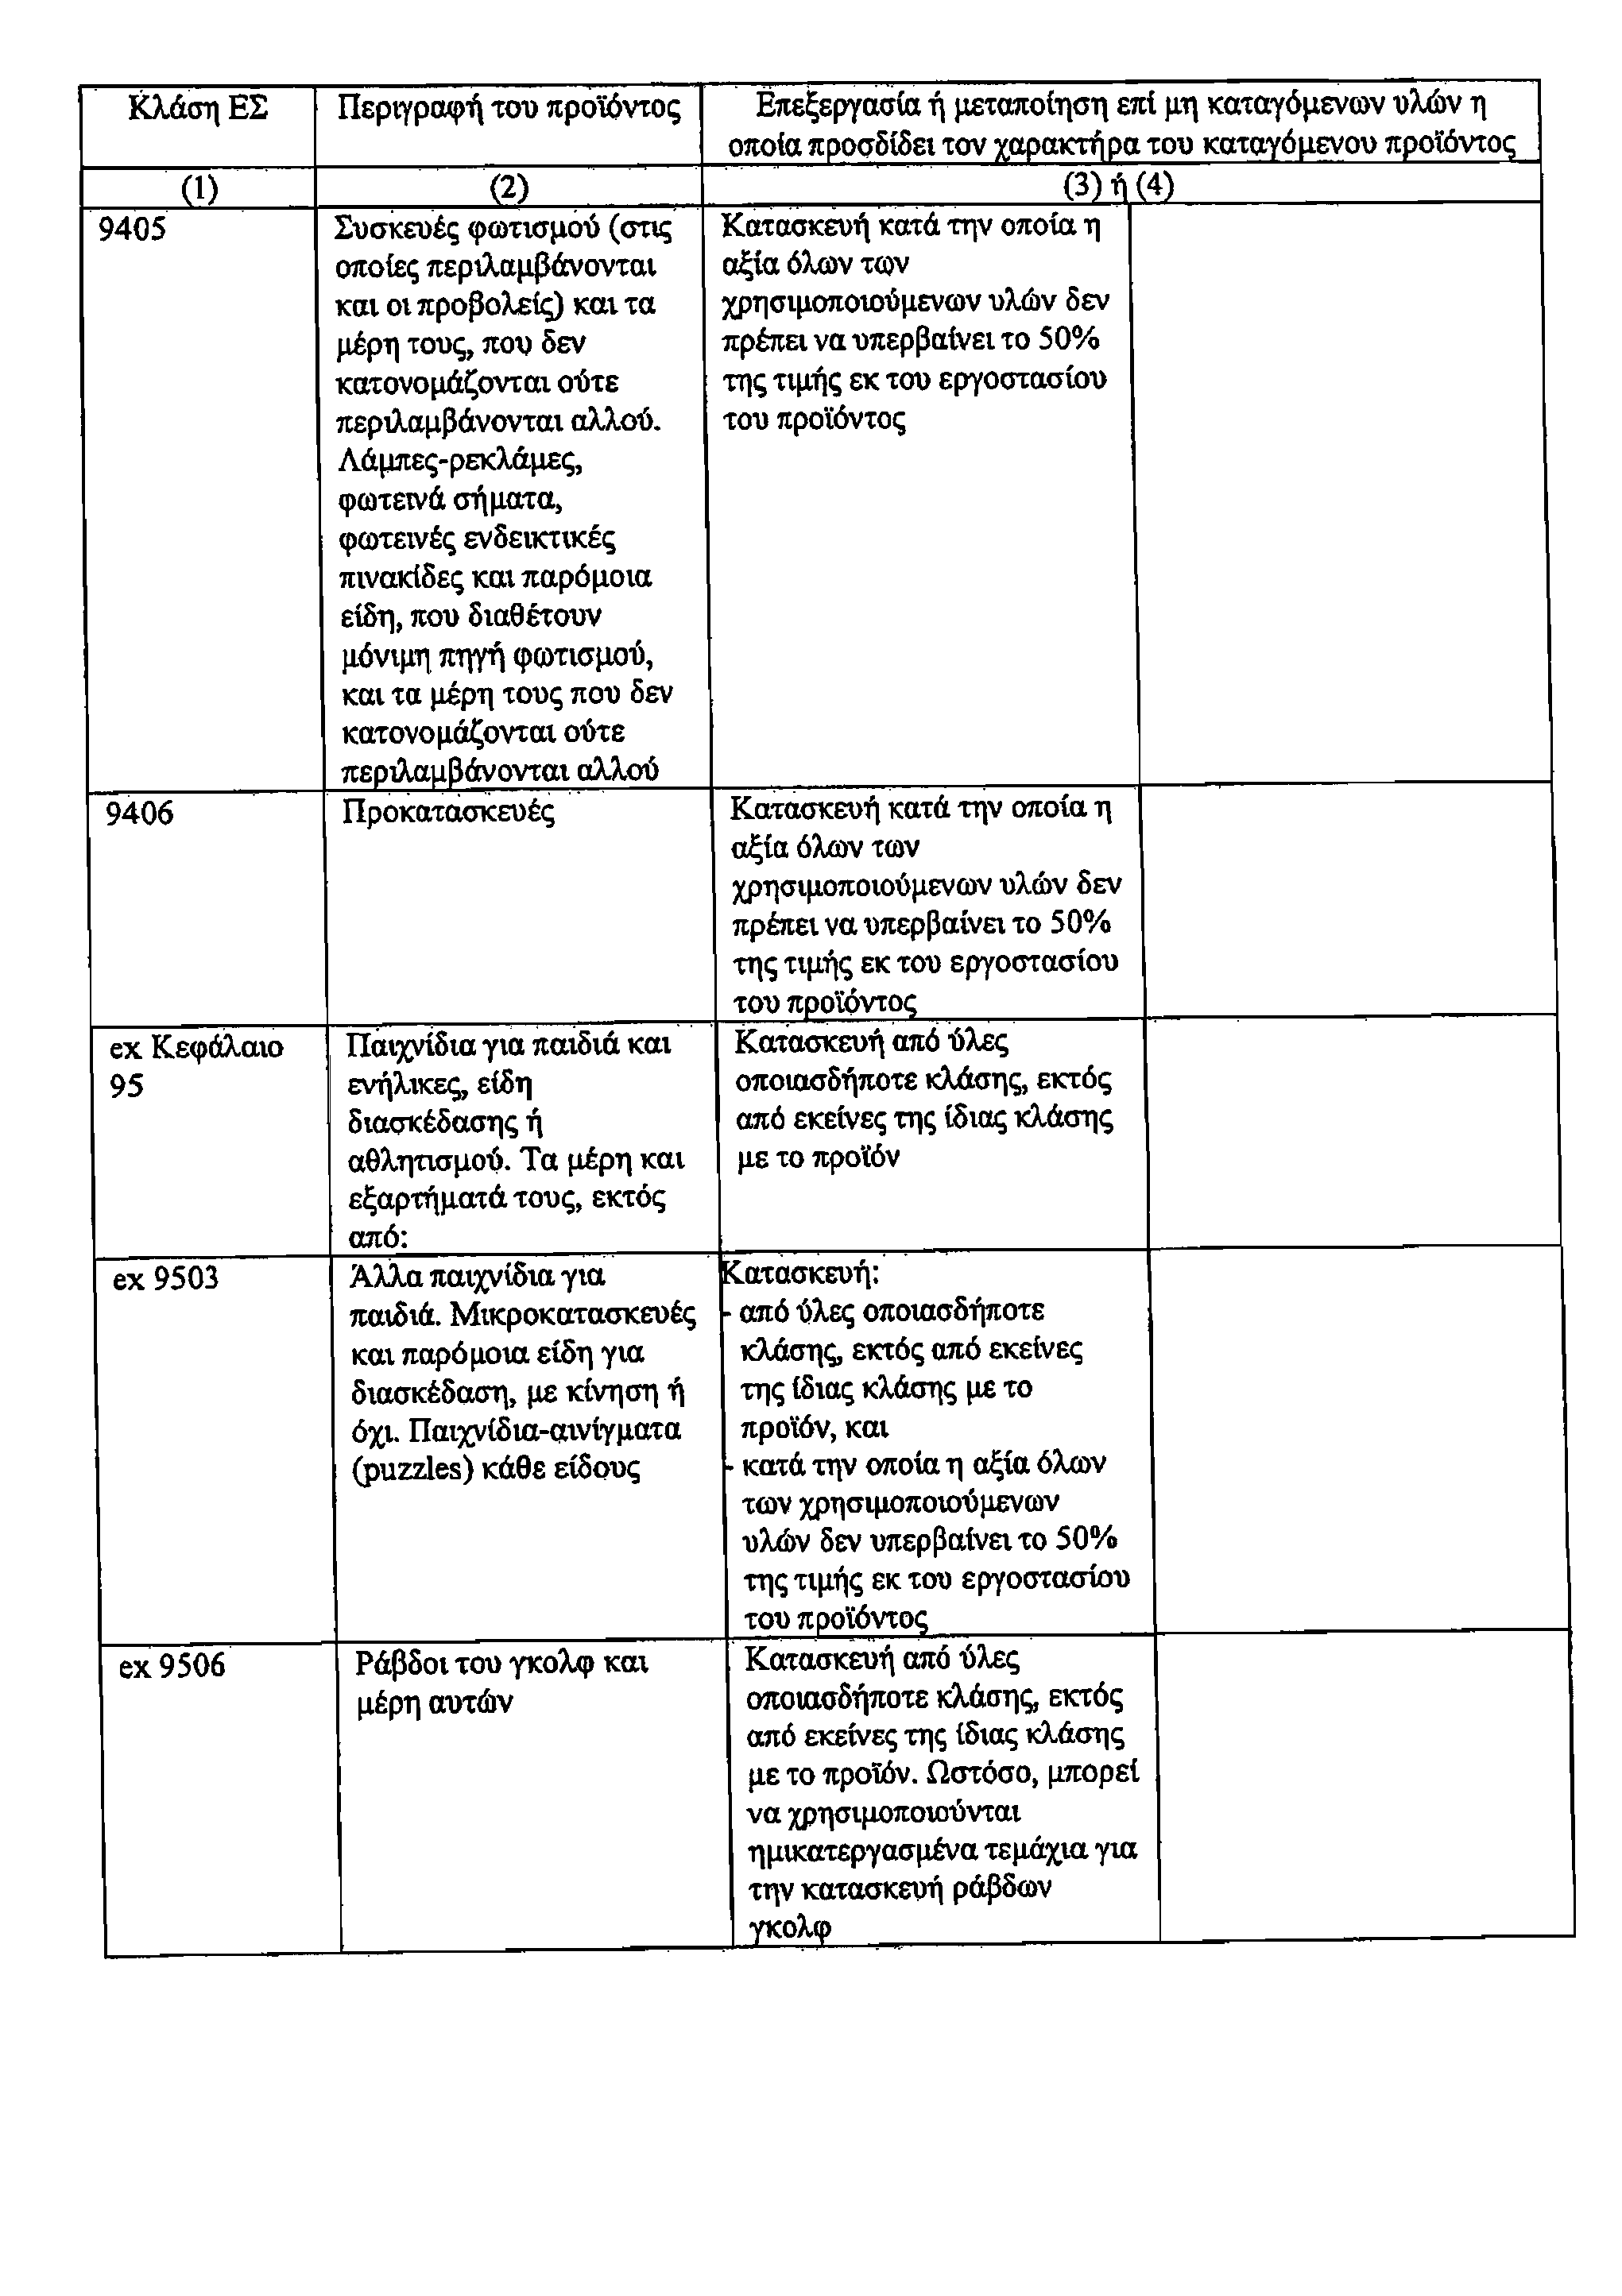 Κλάση ΕΣ
Περιγραφή του προϊόντος
Επεξεργασία ή μεταποίηση επί μη καταγόμενων υλών η
οποία προσδίδει τον χαρακτήρα του καταγόμενου προϊόντος
(1)
(2)
(3) ή (4)
9405
Συσκευές φωτισμού (στις
οποίες περιλαμβάνονται
και οι προβολείς) και τα
μέρη τους, που δεν
κατονομάζονται ούτε
περιλαμβάνονται αλλού.
Λάμπες-ρεκλάμες,
φωτεινά σήματα,
φωτεινές ενδεικτικές
πινακίδες και παρόμοια
είδη, που διαθέτουν
μόνιμη πηγή φωτισμού,
και τα μέρη τους που δεν
κατονομάζονται ούτε
περιλαμβάνονται αλλού
Κατασκευή κατά την οποία η
αξία όλων των
χρησιμοποιούμενων υλών δεν
πρέπει να υπερβαίνει το 50%
της τιμής εκ του εργοστασίου
του προϊόντος
9406
Προκατασκευές
Κατασκευή κατά την οποία η
αξία όλων των
χρησιμοποιούμενων υλών δεν
πρέπει να υπερβαίνει το 50%
της τιμής εκ του εργοστασίου
του προϊόντος
ex Κεφάλαιο
95
Παιχνίδια για παιδιά και
ενήλικες, είδη
διασκέδασης ή
αθλητισμού. Τα μέρη και
εξαρτήματά τους, εκτός
από:
Κατασκευή από ύλες
οποιασδήποτε κλάσης, εκτός
από εκείνες της ίδιας κλάσης
με το προϊόν
ex 9503
Άλλα παιχνίδια για
παιδιά. Μικροκατασκευές
και παρόμοια είδη για
διασκέδαση, με κίνηση ή
όχι. Παιχνίδια-αινίγματα
(puzzles) κάθε είδους
Κατασκευή:
- από ύλες οποιασδήποτε
κλάσης, εκτός από εκείνες
της ίδιας κλάσης με το
προϊόν, και
- κατά την οποία η αξία όλων
των χρησιμοποιούμενων
υλών δεν υπερβαίνει το 50%
της τιμής εκ του εργοστασίου
του προϊόντος
ex 9506
Ράβδοι του γκολφ και
μέρη αυτών
Κατασκευή από ύλες
οποιασδήποτε κλάσης, εκτός
από εκείνες της ίδιας κλάσης
με το προϊόν. Ωστόσο, μπορεί
να χρησιμοποιούνται
ημικατεργασμένα τεμάχια για
την κατασκευή ράβδων
γκολφ